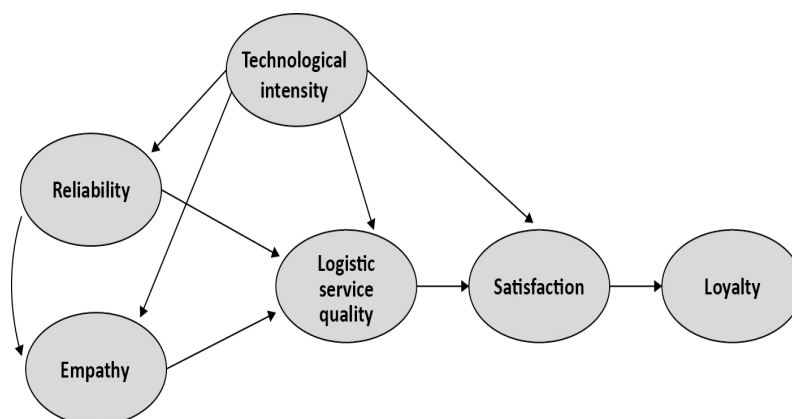 Technological
intensity
Reliability
Logistic
service
quality
Satisfaction
Loyalty
Empathy